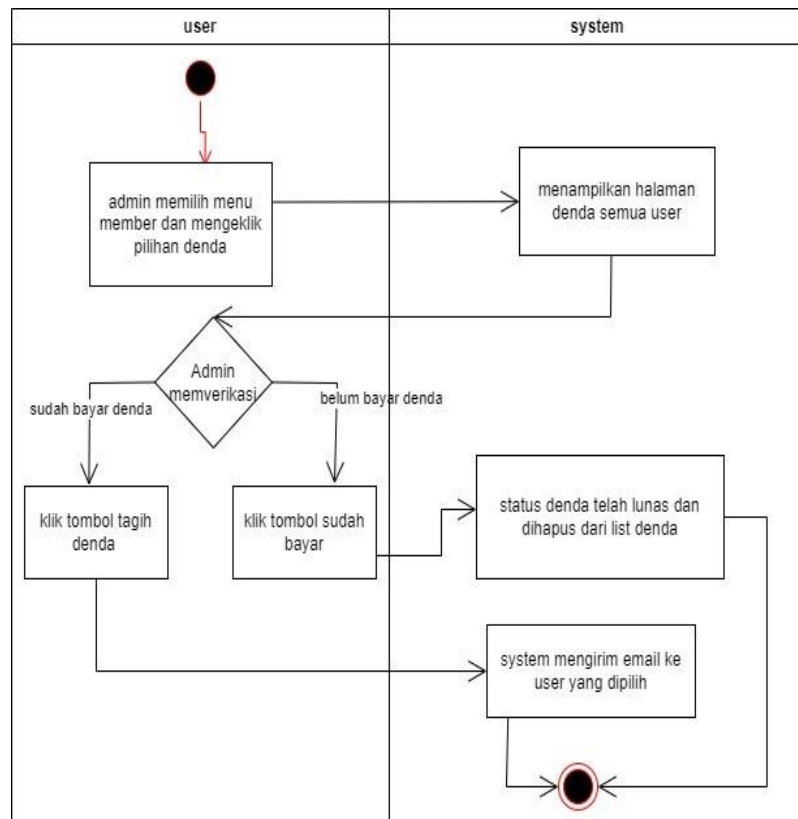 user
system
admin memilih menu
member dan mengeklik
pilihan denda
menampilkan halaman
denda semua user
Admin
memverikasi
sudah bayar denda
belum bayar denda
klik tombol tagih
denda
klik tombol sudah
bayar
status denda telah lunas dan
dihapus dari list denda
system mengirim email ke
user yang dipilih